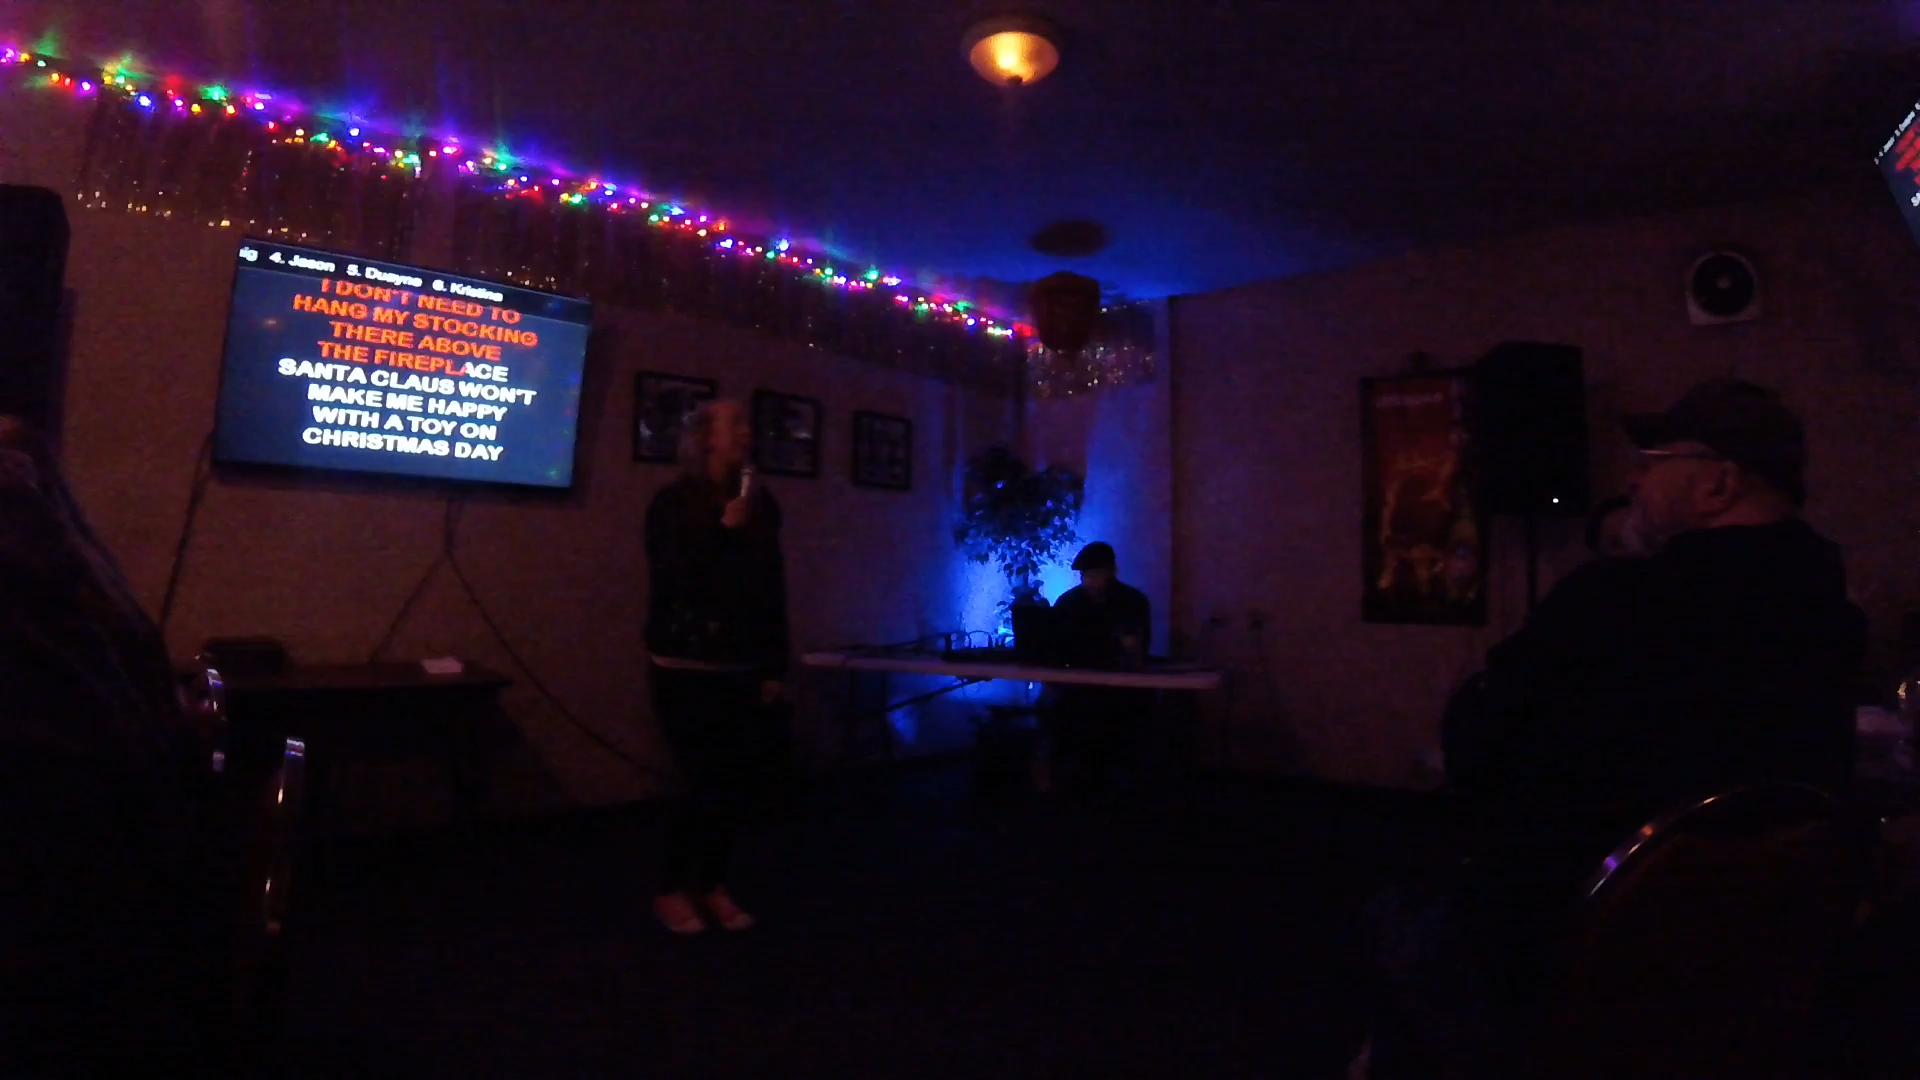 ig 4. Jason 5. Duayne 6. Kristina
I DON'T NEED TO
HANG MY STOCKING
THERE ABOVE
THE FIREPLACE
SANTA CLAUS WON'T
MAKE ME HAPPY
WITH A TOY ON
CHRISTMAS DAY